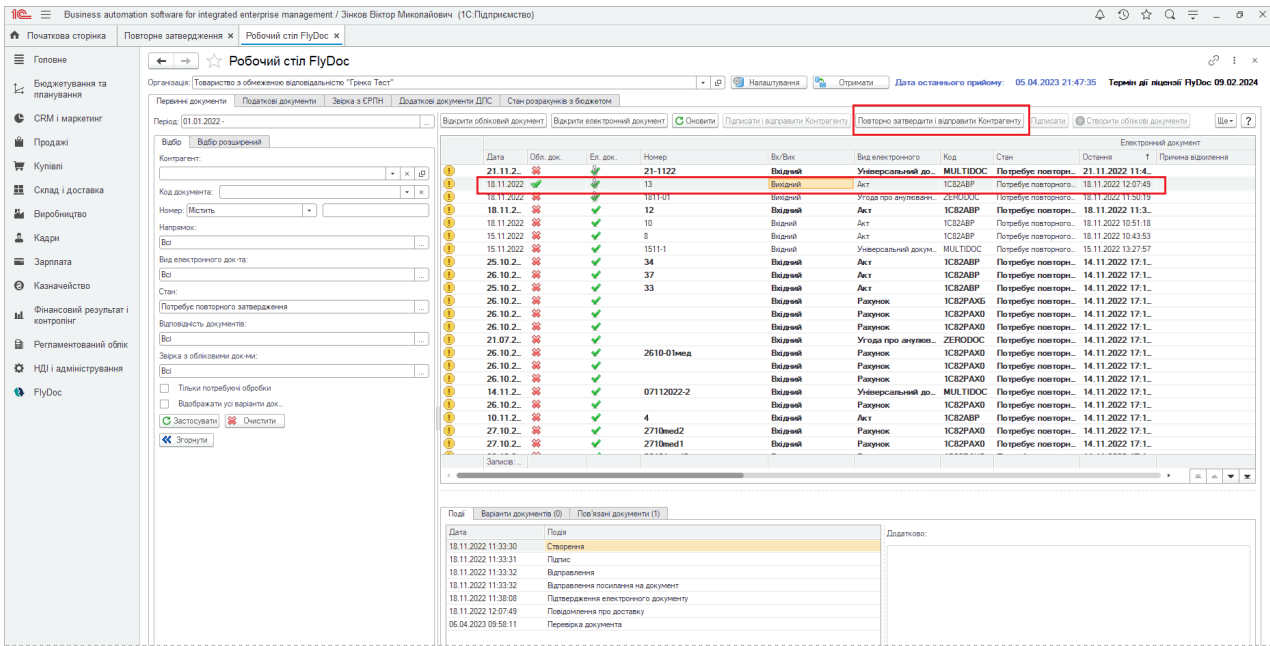 Business automation software for integrated enterprise management / Зінков Віктор Миколайович (1С:Підприємство)
Початкова сторінка Повторне затвердження × Робочий стіл FlyDoc ×
Головне
Бюджетування та планування
CRM і маркетинг
Продажі
Купівлі
Склад і доставка
Виробництво
Кадри
Зарплата
Казначейство
Фінансовий результат і контролінг
Регламентований облік
НДІ і адміністрування
FlyDoc
Робочий стіл FlyDoc
Організація: Товариство з обмеженою відповідальністю "Грінко Тест" Налаштування Отримати Дата останнього прийому: 05.04.2023 21:47:35 Термін дії ліцензії FlyDoc 09.02.2024
Первинні документи Податкові документи Звірка з ЄРПН Додаткові документи ДПС Стан розрахунків з бюджетом
Період: 01.01.2022 - ...
Відбір Відбір розширений
Контрагент:
Код документа:
Номер: Містить
Напрямок:
Всі
Вид електронного док-та:
Всі
Стан:
Потребує повторного затвердження
Відповідність документів:
Всі
Звірка з обліковими док-ми:
Всі
Тільки потребуючі обробки
Відображати усі варіанти док...
Застосувати Очистити
Згорнути
Відкрити обліковий документ Відкрити електронний документ Оновити Підписати і відправити Контрагенту Повторно затвердити і відправити Контрагенту Підписати Створити облікові документи Ще ?
Електронний документ
Дата Обл. док. Ел. док. Номер Вх/Вих Вид електронного Код Стан Остання ↑ Причина відхилення
21.11.2... 21-1122 Вхідний Універсальний до... MULTIDOC Потребує повторн... 21.11.2022 11:4...
18.11.2022 13 Вихідний Акт 1C82ABP Потребує повторного... 18.11.2022 12:07:49
18.11.2022 1811-01 Вихідний Угода про анулюванн... ZERODOC Потребує повторного... 18.11.2022 11:50:19
18.11.2... 12 Вхідний Акт 1C82ABP Потребує повторн... 18.11.2022 11:3...
18.11.2022 10 Вхідний Акт 1C82ABP Потребує повторного... 18.11.2022 10:51:18
15.11.2022 8 Вхідний Акт 1C82ABP Потребує повторного... 18.11.2022 10:43:53
15.11.2022 1511-1 Вхідний Універсальний докум... MULTIDOC Потребує повторного... 15.11.2022 13:27:57
25.10.2... 34 Вхідний Акт 1C82ABP Потребує повторн... 14.11.2022 17:1...
26.10.2... 37 Вхідний Акт 1C82ABP Потребує повторн... 14.11.2022 17:1...
25.10.2... 33 Вхідний Акт 1C82ABP Потребує повторн... 14.11.2022 17:1...
26.10.2... Вхідний Рахунок 1C82PAXБ Потребує повторн... 14.11.2022 17:1...
26.10.2... Вхідний Рахунок 1C82PAX0 Потребує повторн... 14.11.2022 17:1...
26.10.2... Вхідний Рахунок 1C82PAX0 Потребує повторн... 14.11.2022 17:1...
21.07.2... Вхідний Угода про анулюв... ZERODOC Потребує повторн... 14.11.2022 17:1...
26.10.2... 2610-01мед Вхідний Рахунок 1C82PAX0 Потребує повторн... 14.11.2022 17:1...
26.10.2... Вхідний Рахунок 1C82PAX0 Потребує повторн... 14.11.2022 17:1...
26.10.2... Вхідний Рахунок 1C82PAX0 Потребує повторн... 14.11.2022 17:1...
14.11.2... 07112022-2 Вхідний Універсальний до... MULTIDOC Потребує повторн... 14.11.2022 17:1...
26.10.2... Вхідний Рахунок 1C82PAX0 Потребує повторн... 14.11.2022 17:1...
10.11.2... 4 Вхідний Акт 1C82ABP Потребує повторн... 14.11.2022 17:1...
27.10.2... 2710med2 Вхідний Рахунок 1C82PAX0 Потребує повторн... 14.11.2022 17:1...
27.10.2... 2710med1 Вхідний Рахунок 1C82PAX0 Потребує повторн... 14.11.2022 17:1...
Записів: ...
Події Варіанти документів (0) Пов'язані документи (1)
Дата Подія
18.11.2022 11:33:30 Створення
18.11.2022 11:33:31 Підпис
18.11.2022 11:33:32 Відправлення
18.11.2022 11:33:32 Відправлення посилання на документ
18.11.2022 11:38:08 Підтвердження електронного документу
18.11.2022 12:07:49 Повідомлення про доставку
06.04.2023 09:58:11 Перевірка документа
Додатково: